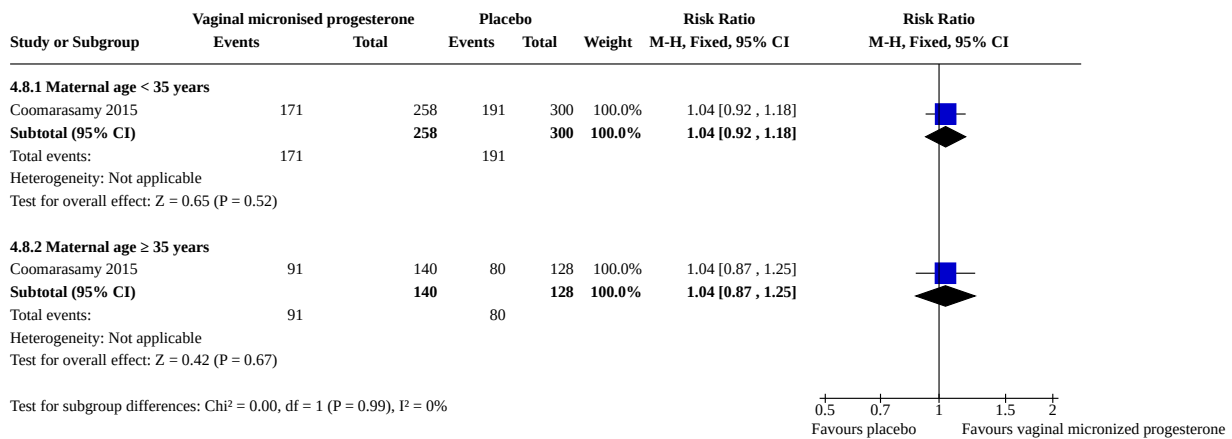 Vaginal micronised progesterone Placebo Risk Ratio Risk Ratio
Study or Subgroup Events Total Events Total Weight M-H, Fixed, 95% CI M-H, Fixed, 95% CI
4.8.1 Maternal age < 35 years
Coomarasamy 2015 171 258 191 300 100.0% 1.04 [0.92 , 1.18]
Subtotal (95% CI) 258 300 100.0% 1.04 [0.92 , 1.18]
Total events: 171 191
Heterogeneity: Not applicable
Test for overall effect: Z = 0.65 (P = 0.52)
4.8.2 Maternal age ≥ 35 years
Coomarasamy 2015 91 140 80 128 100.0% 1.04 [0.87 , 1.25]
Subtotal (95% CI) 140 128 100.0% 1.04 [0.87 , 1.25]
Total events: 91 80
Heterogeneity: Not applicable
Test for overall effect: Z = 0.42 (P = 0.67)
Test for subgroup differences: Chi² = 0.00, df = 1 (P = 0.99), I² = 0%
0.5 0.7 1 1.5 2
Favours placebo Favours vaginal micronized progesterone